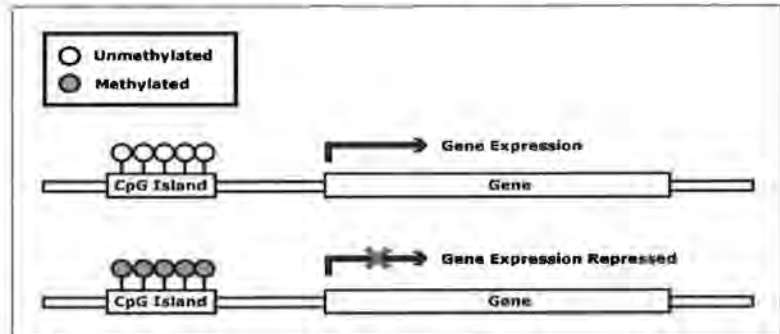 Unmethylated
Methylated
Gene Expression
CpG Island
Gene
Gene Expression Repressed
CpG Island
Gene